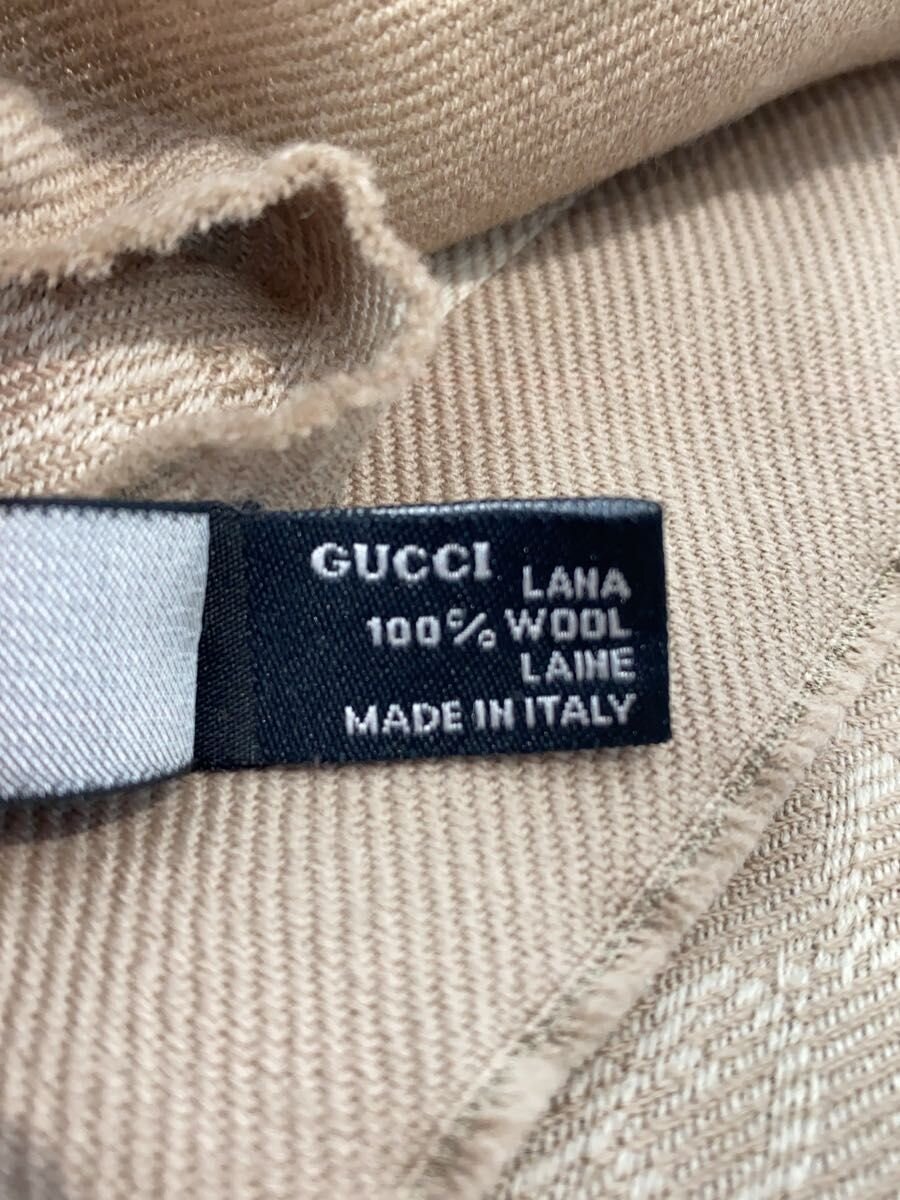 GUCCI
LANA
100% WOOL
LAINE
MADE IN ITALY